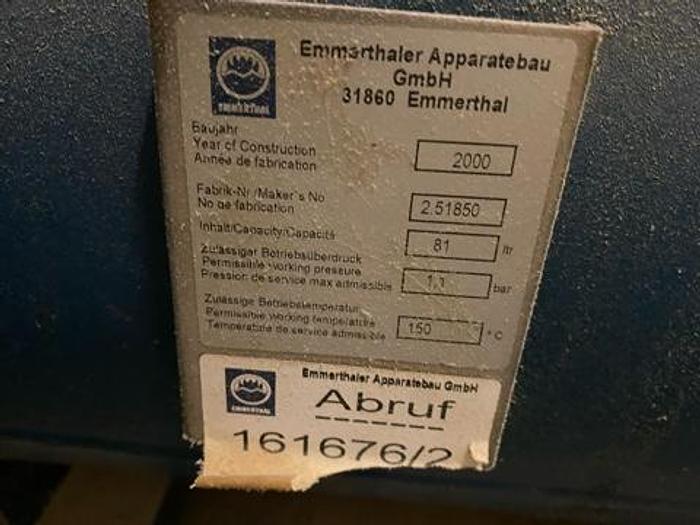 Emmerthaler Apparatebau
GmbH
31860 Emmerthal
EMMERTHAL
Baujahr
Year of Construction
Année de fabrication
2000
Fabrik-Nr./Maker's No
No de fabrication
2.51850
Inhalt/Capacity/Capacité
81 ltr
Zulässiger Betriebsüberdruck
Permissible working pressure
Pression de service max admissible
bar
Zulässige Betriebstemperatur
Permissible working temperature
Température de service admissible
150 °C
Emmerthaler Apparatebau GmbH
EMMERTHAL
Abruf
161676/2